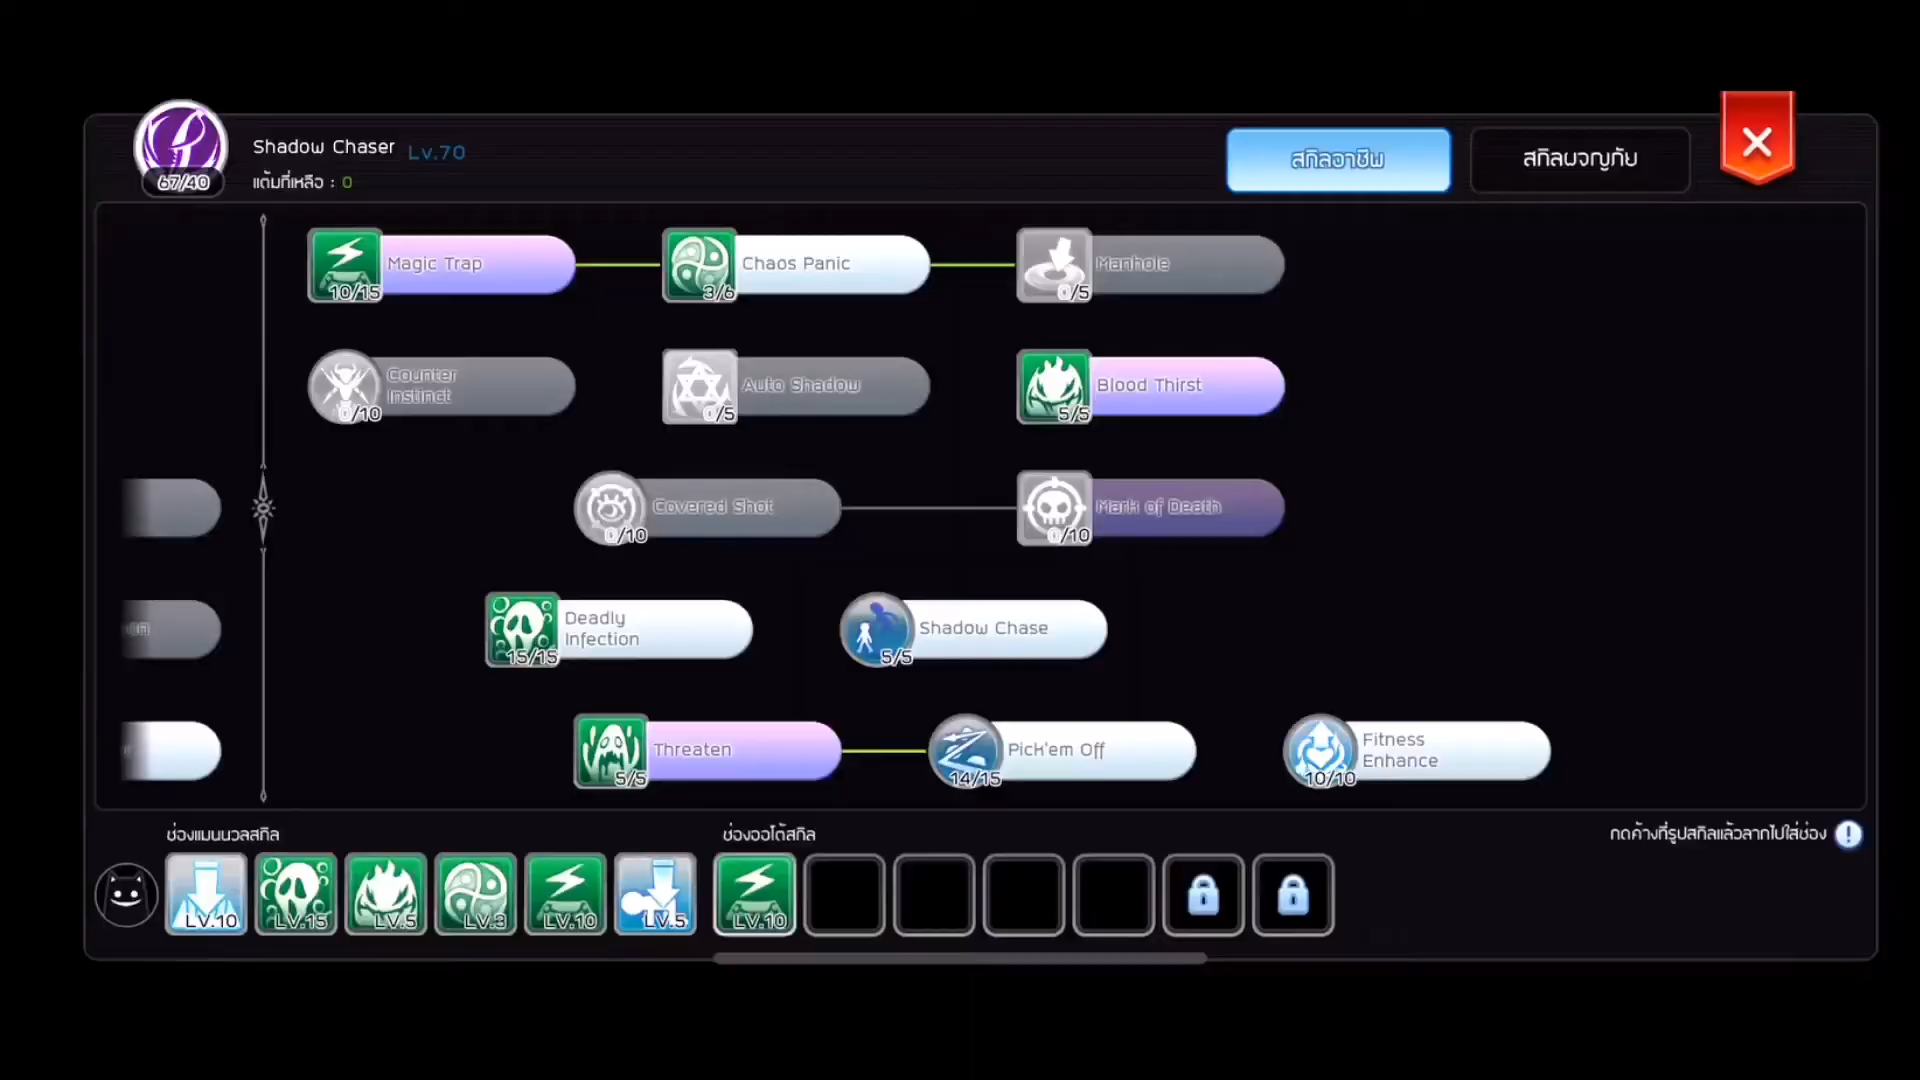 Shadow Chaser Lv.70
67/40
แต้มที่เหลือ : 0
สกิลอาชีพ
สกิลผจญภัย
Magic Trap
10/15
Chaos Panic
3/6
Manhole
0/5
Counter
Instinct
0/10
Auto Shadow
0/5
Blood Thirst
5/5
Covered Shot
0/10
Mark of Death
0/10
Deadly
Infection
15/15
Shadow Chase
5/5
Threaten
5/5
Pick'em Off
14/15
Fitness
Enhance
10/10
ช่องแมนนวลสกิล
ช่องออโต้สกิล
กดค้างที่รูปสกิลแล้วลากไปใส่ช่อง
LV.10
LV.15
LV.5
LV.3
LV.10
LV.5
LV.10